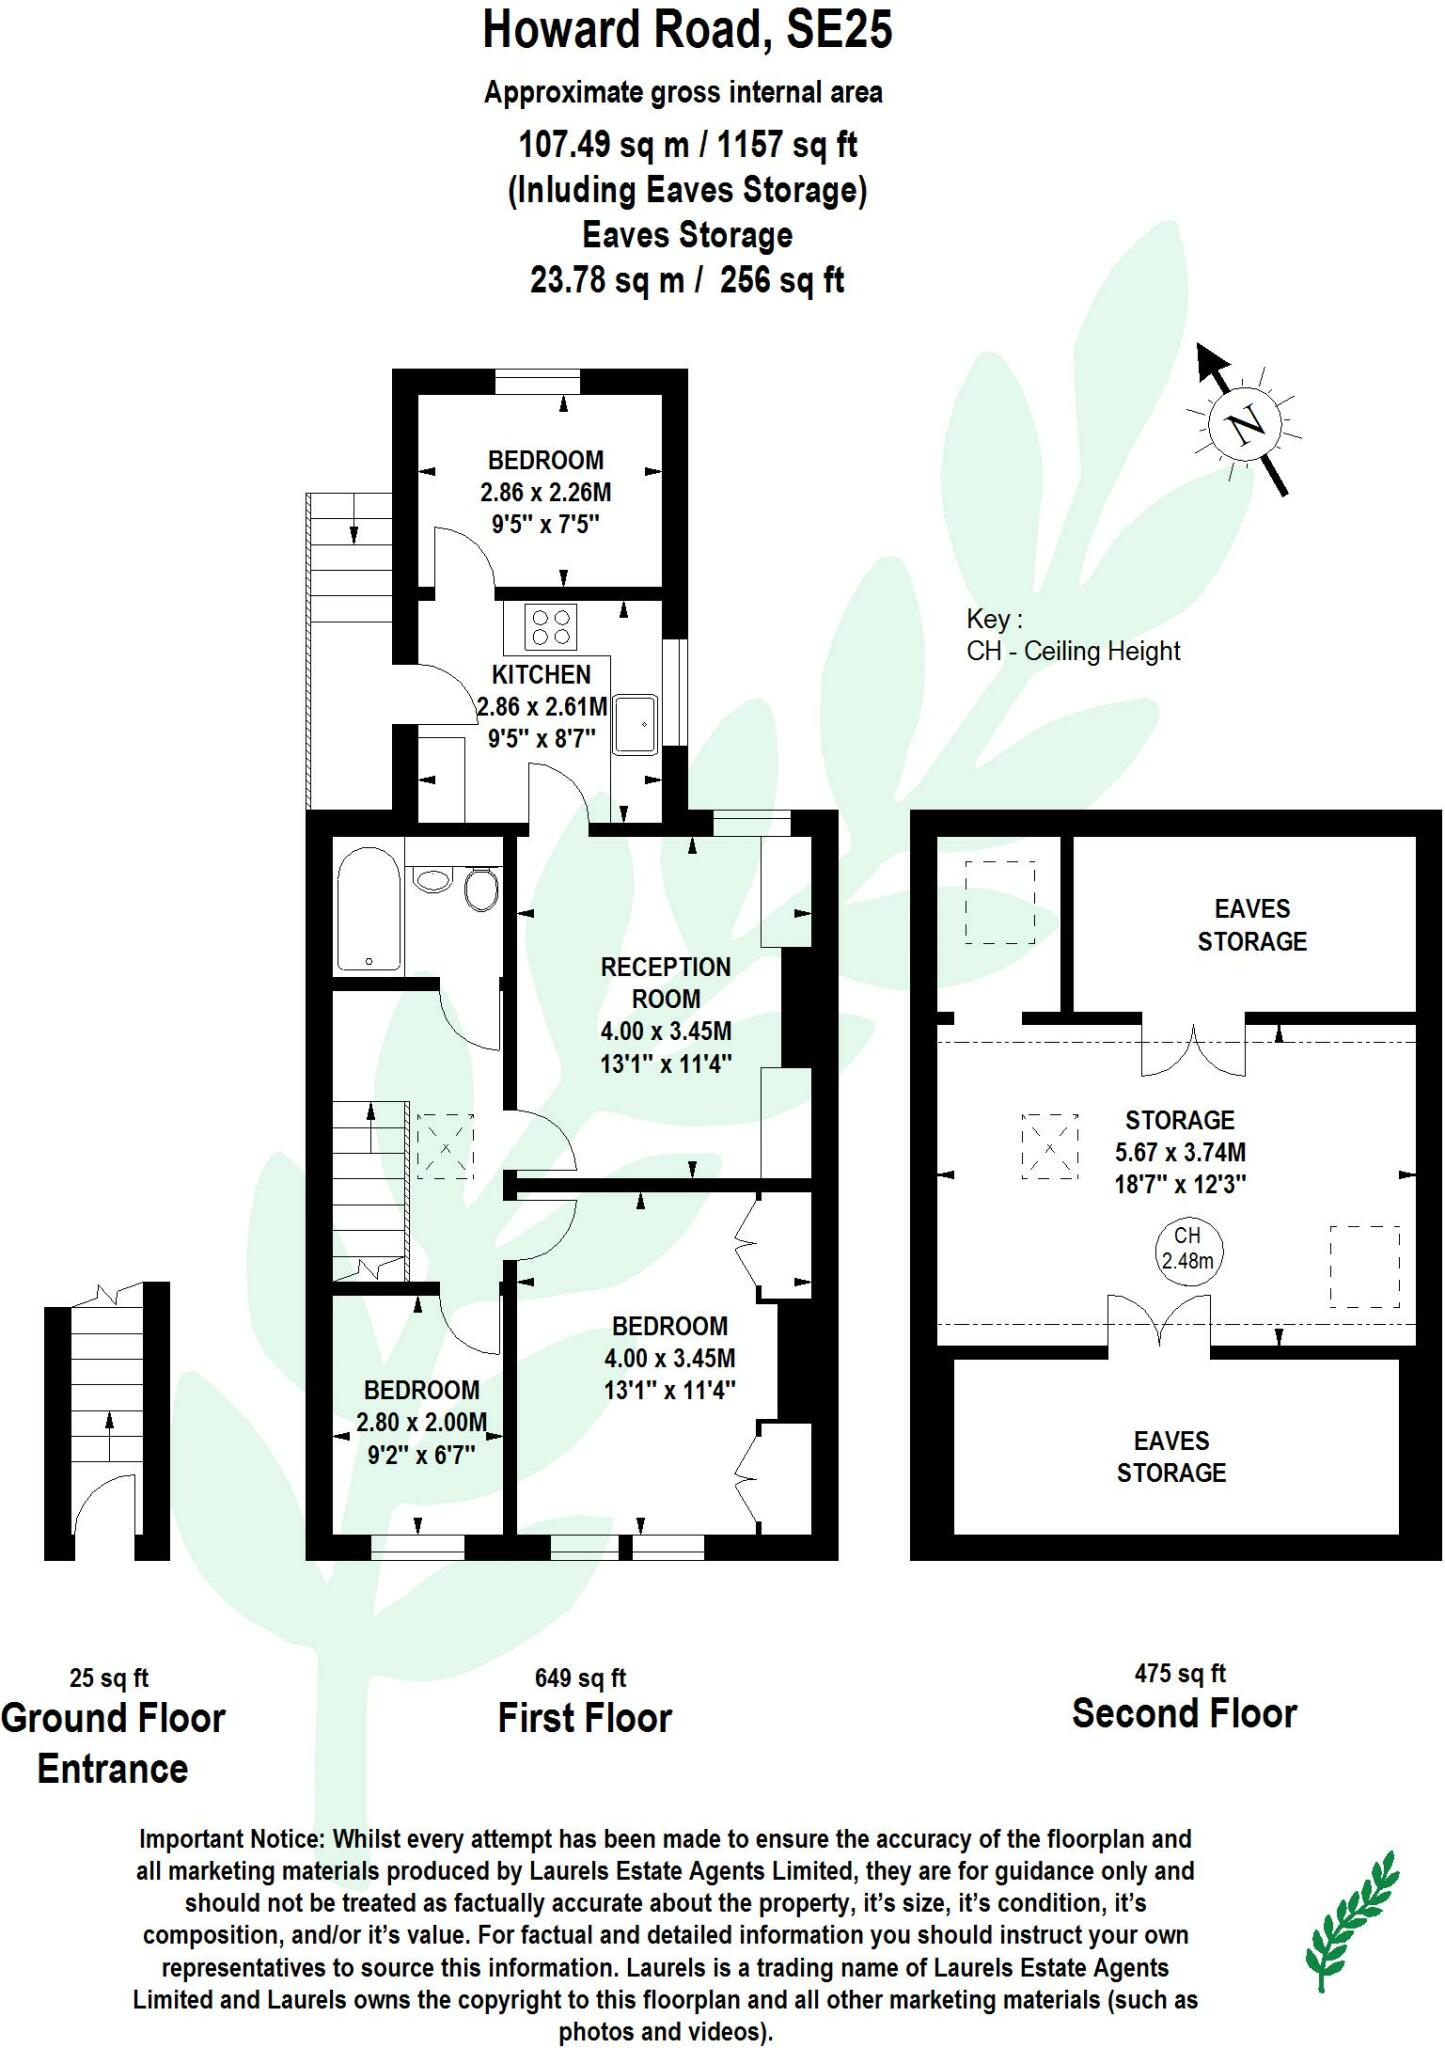 Howard Road, SE25
Approximate gross internal area
107.49 sq m / 1157 sq ft
(Inluding Eaves Storage)
Eaves Storage
23.78 sq m / 256 sq ft
N
BEDROOM
2.86 x 2.26M
9'5" x 7'5"
Key :
CH - Ceiling Height
KITCHEN
2.86 x 2.61M
9'5" x 8'7"
EAVES
STORAGE
RECEPTION
ROOM
4.00 x 3.45M
13'1" x 11'4"
STORAGE
5.67 x 3.74M
18'7" x 12'3"
CH
2.48m
BEDROOM
4.00 x 3.45M
13'1" x 11'4"
BEDROOM
2.80 x 2.00M
9'2" x 6'7"
EAVES
STORAGE
25 sq ft
Ground Floor
Entrance
649 sq ft
First Floor
475 sq ft
Second Floor
Important Notice: Whilst every attempt has been made to ensure the accuracy of the floorplan and
all marketing materials produced by Laurels Estate Agents Limited, they are for guidance only and
should not be treated as factually accurate about the property, it’s size, it’s condition, it’s
composition, and/or it’s value. For factual and detailed information you should instruct your own
representatives to source this information. Laurels is a trading name of Laurels Estate Agents
Limited and Laurels owns the copyright to this floorplan and all other marketing materials (such as
photos and videos).